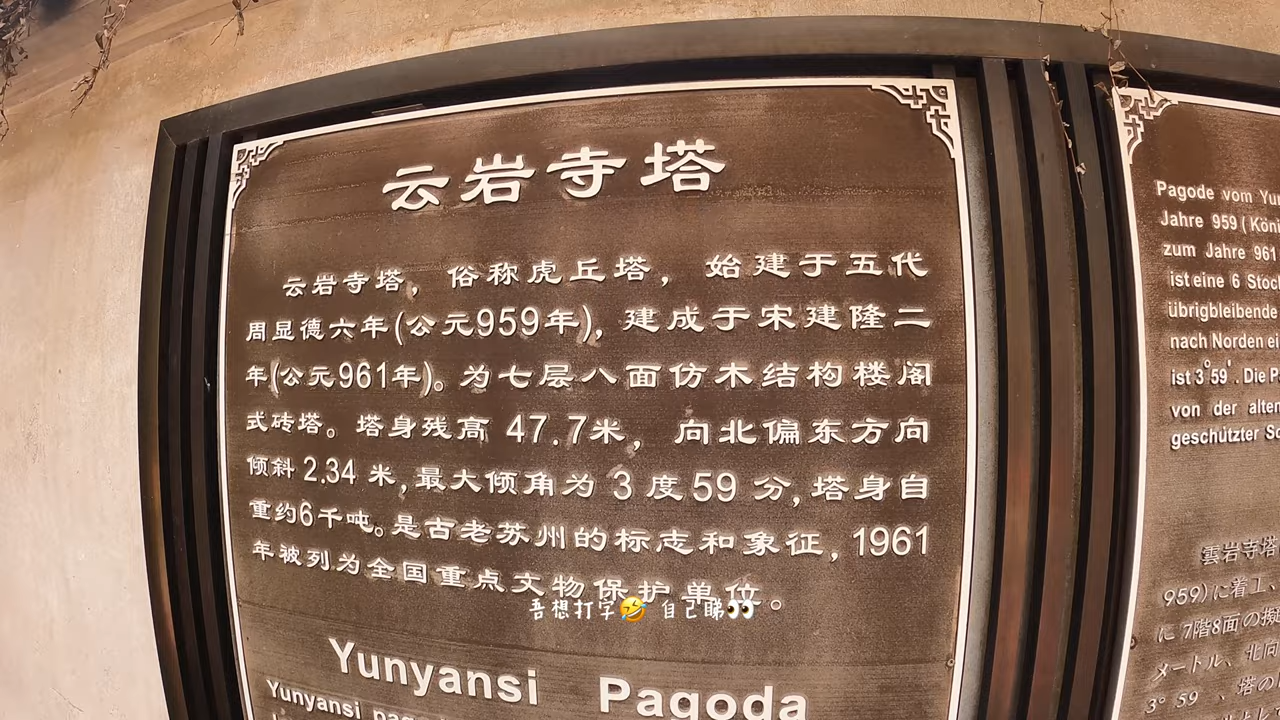 云岩寺塔
云岩寺塔，俗称虎丘塔，始建于五代
周显德六年(公元959年)，建成于宋建隆二
年(公元961年)。为七层八面仿木结构楼阁
式砖塔。塔身残高 47.7米，向北偏东方向
倾斜 2.34 米，最大倾角为 3 度59 分，塔身自
重约6千吨。是古老苏州的标志和象征，1961
年被列为全国重点文物保护单位。
吾想打字🤣 自己睇👀
Yunyansi Pagoda
Yunyansi
Pagode vom
Jahre 959 (
zum Jahre 961
ist eine 6
übrigbleibende
nach Norden
ist 3°59'. Die
von der alten
geschützter
雲岩寺塔
959)に着工、
に 7階8面の
メートル、北向
3° 59 、塔の